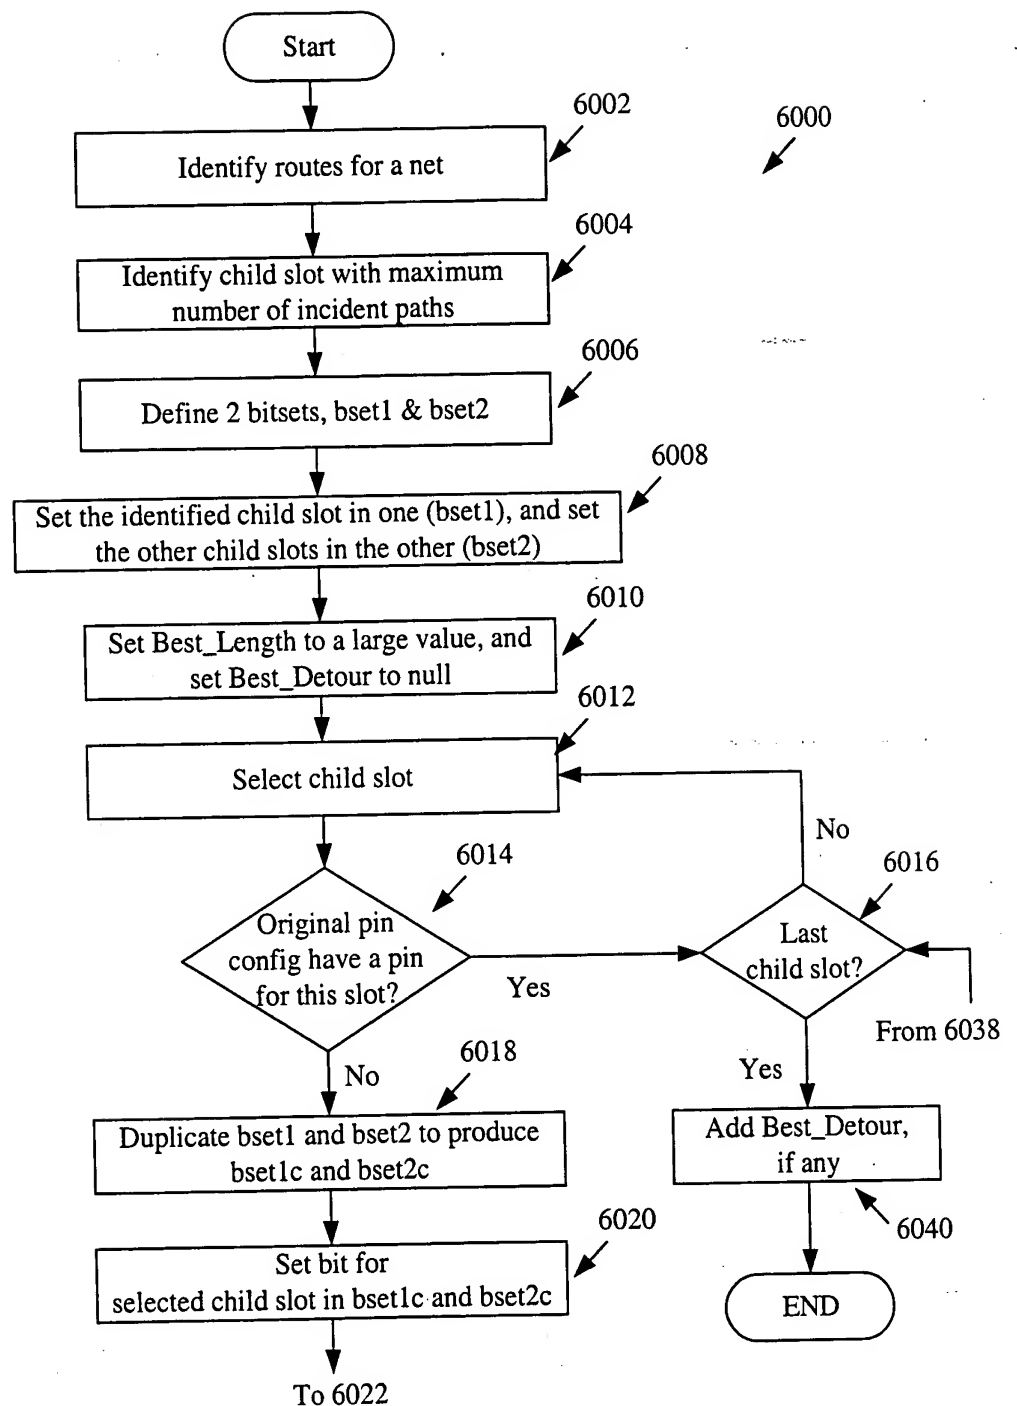 Start
6002
6000
Identify routes for a net
6004
Identify child slot with maximum
number of incident paths
6006
Define 2 bitsets, bset1 & bset2
6008
Set the identified child slot in one (bset1), and set
the other child slots in the other (bset2)
6010
Set Best_Length to a large value, and
set Best_Detour to null
6012
Select child slot
No
6014
6016
Original pin
config have a pin
for this slot?
Yes
Last
child slot?
From 6038
No
6018
Yes
Duplicate bset1 and bset2 to produce
bset1c and bset2c
Add Best_Detour,
if any
6020
6040
Set bit for
selected child slot in bset1c and bset2c
END
To 6022